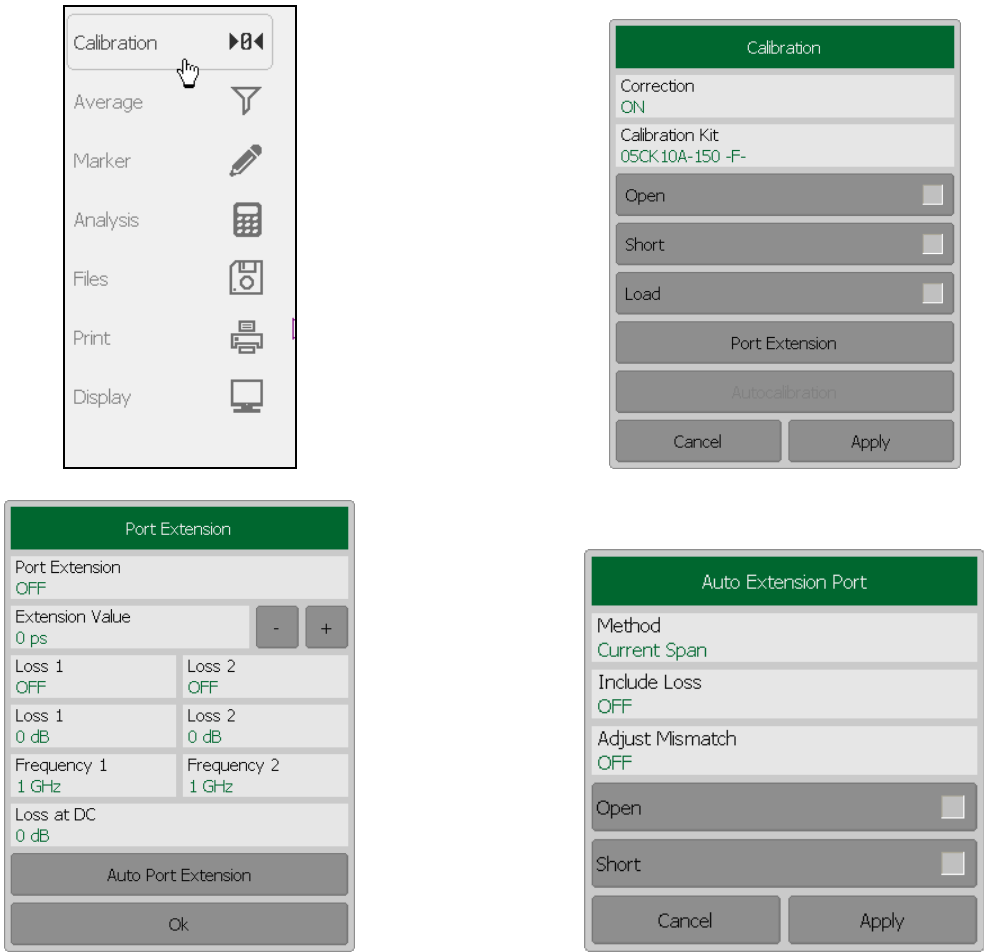 Calibration
Average
Marker
Analysis
Files
Print
Display
Calibration
Correction
ON
Calibration Kit
05CK10A-150 -F-
Open
Short
Load
Port Extension
Autocalibration
Cancel Apply
Port Extension
Port Extension
OFF
Extension Value
0 ps
- +
Loss 1 Loss 2
OFF OFF
Loss 1 Loss 2
0 dB 0 dB
Frequency 1 Frequency 2
1 GHz 1 GHz
Loss at DC
0 dB
Auto Port Extension
Ok
Auto Extension Port
Method
Current Span
Include Loss
OFF
Adjust Mismatch
OFF
Open
Short
Cancel Apply